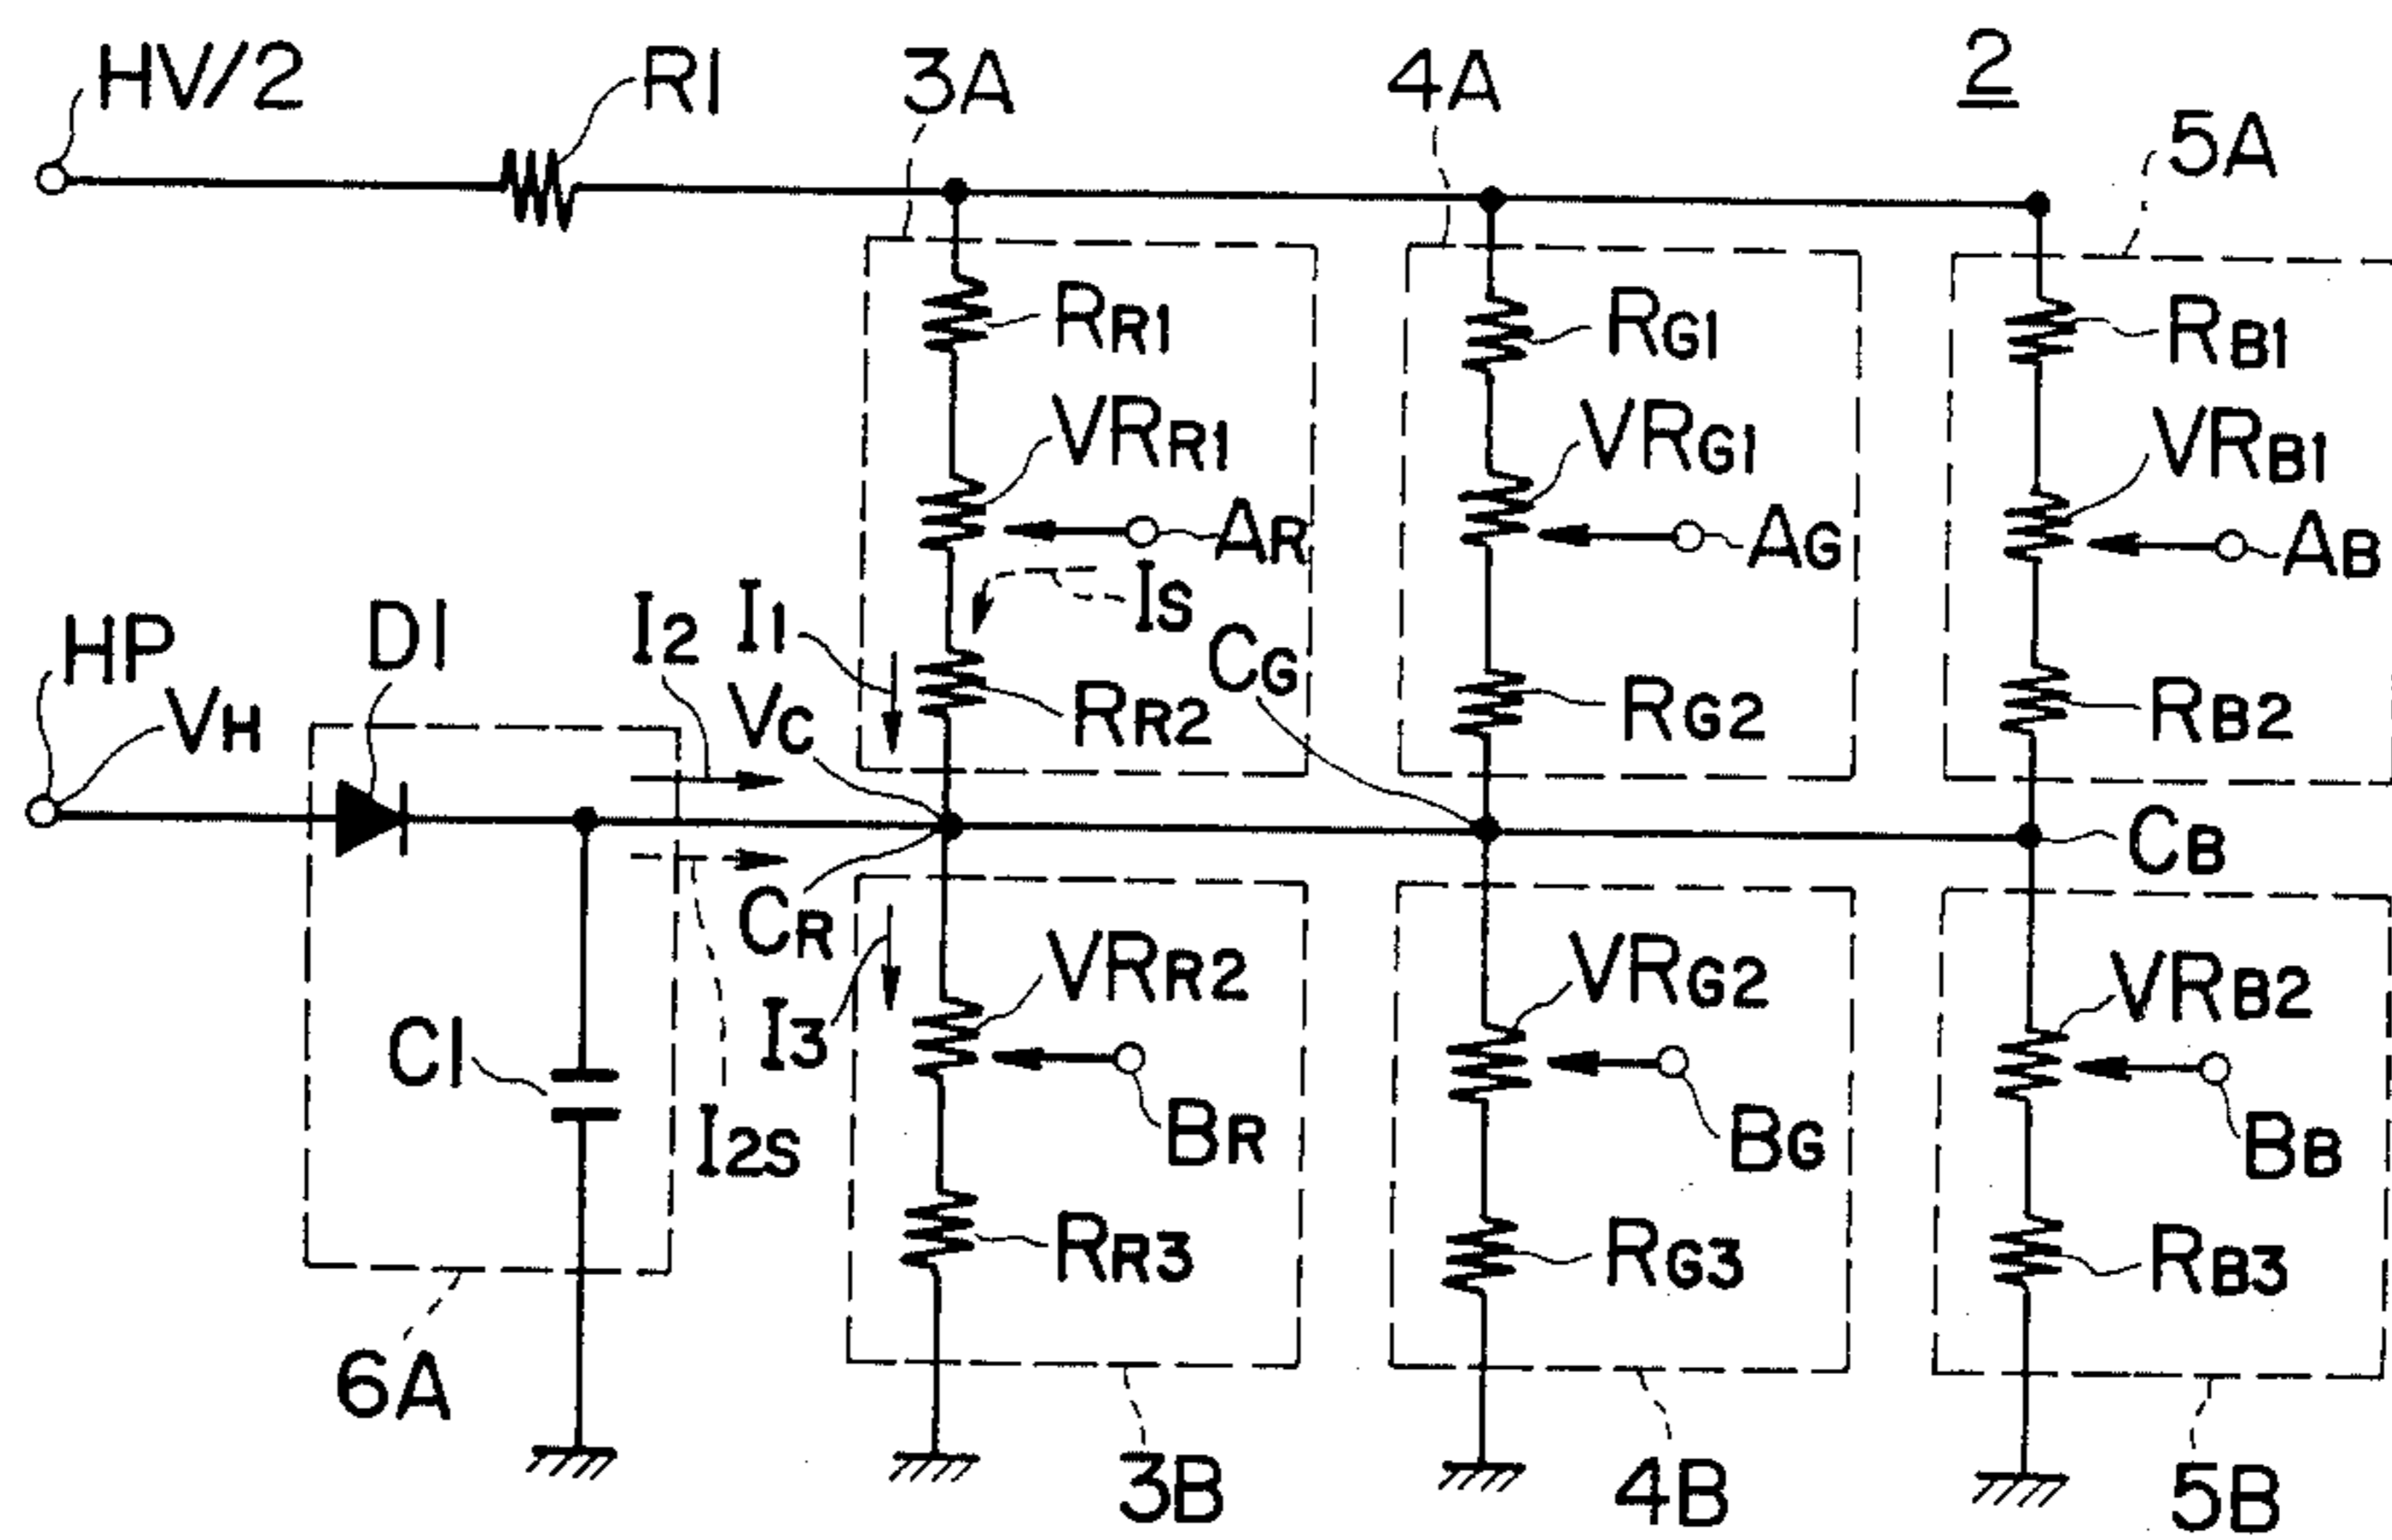 HV/2 R1 3A 4A 2
5A
RR1 RG1 RB1
VRR1 VRG1 VRB1
AR AG AB
HP D1 I2 I1 IS CG
VH VC RR2 RG2 RB2
CR CB
VRR2 VRG2 VRB2
C1 I3
I2S BR BG BB
RR3 RG3 RB3
6A
3B 4B 5B